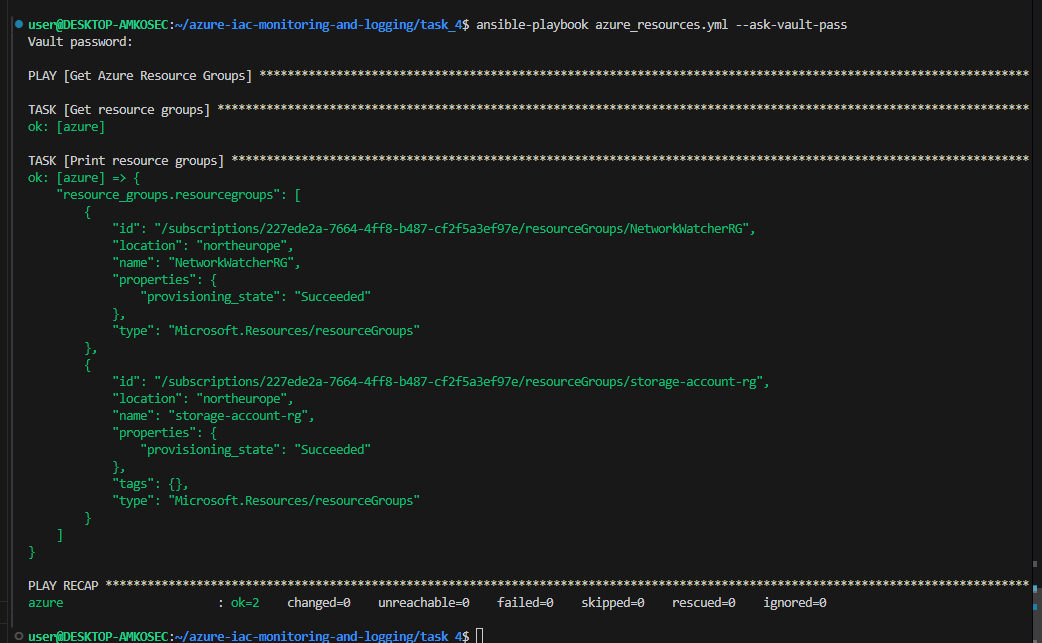 user@DESKTOP-AMKOSEC:~/azure-iac-monitoring-and-logging/task_4$ ansible-playbook azure_resources.yml --ask-vault-pass
Vault password:
PLAY [Get Azure Resource Groups] **************************************************************************************************************
TASK [Get resource groups] *********************************************************************************************************************
ok: [azure]
TASK [Print resource groups] *******************************************************************************************************************
ok: [azure] => {
    "resource_groups.resourcegroups": [
        {
            "id": "/subscriptions/227ede2a-7664-4ff8-b487-cf2f5a3ef97e/resourceGroups/NetworkWatcherRG",
            "location": "northeurope",
            "name": "NetworkWatcherRG",
            "properties": {
                "provisioning_state": "Succeeded"
            },
            "type": "Microsoft.Resources/resourceGroups"
        },
        {
            "id": "/subscriptions/227ede2a-7664-4ff8-b487-cf2f5a3ef97e/resourceGroups/storage-account-rg",
            "location": "northeurope",
            "name": "storage-account-rg",
            "properties": {
                "provisioning_state": "Succeeded"
            },
            "tags": {},
            "type": "Microsoft.Resources/resourceGroups"
        }
    ]
}
PLAY RECAP *************************************************************************************************************************************
azure                      : ok=2    changed=0    unreachable=0    failed=0    skipped=0    rescued=0    ignored=0
user@DESKTOP-AMKOSEC:~/azure-iac-monitoring-and-logging/task_4$